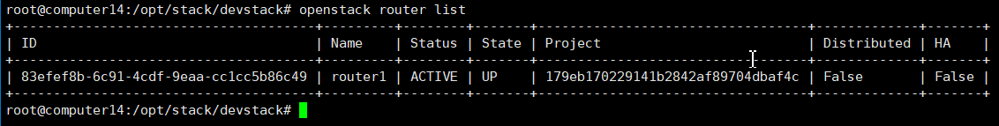 root@computer14:/opt/stack/devstack# openstack router list
+--------------------------------------+---------+--------+-------+----------------------------------+-------------+-------+
| ID                                   | Name    | Status | State | Project                          | Distributed | HA    |
+--------------------------------------+---------+--------+-------+----------------------------------+-------------+-------+
| 83efef8b-6c91-4cdf-9eaa-cc1cc5b86c49 | router1 | ACTIVE | UP    | 179eb170229141b2842af89704dbaf4c | False       | False |
+--------------------------------------+---------+--------+-------+----------------------------------+-------------+-------+
root@computer14:/opt/stack/devstack#